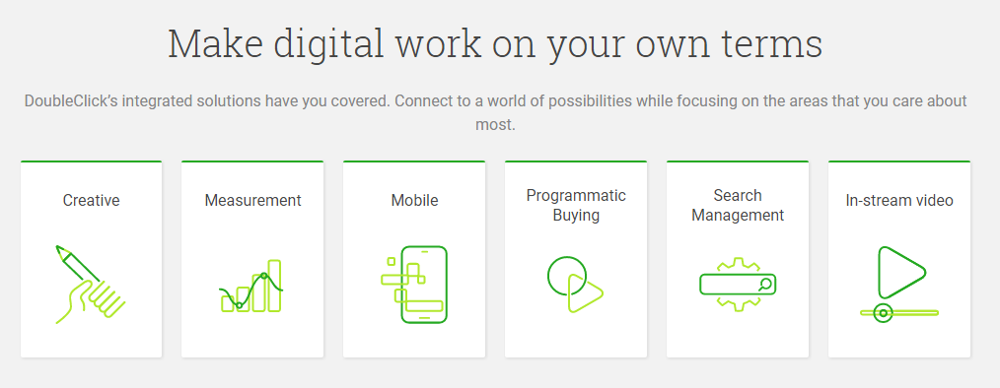 Make digital work on your own terms
DoubleClick's integrated solutions have you covered. Connect to a world of possibilities while focusing on the areas that you care about
most.
Creative
Measurement
Mobile
Programmatic
Buying
Search
Management
In-stream video